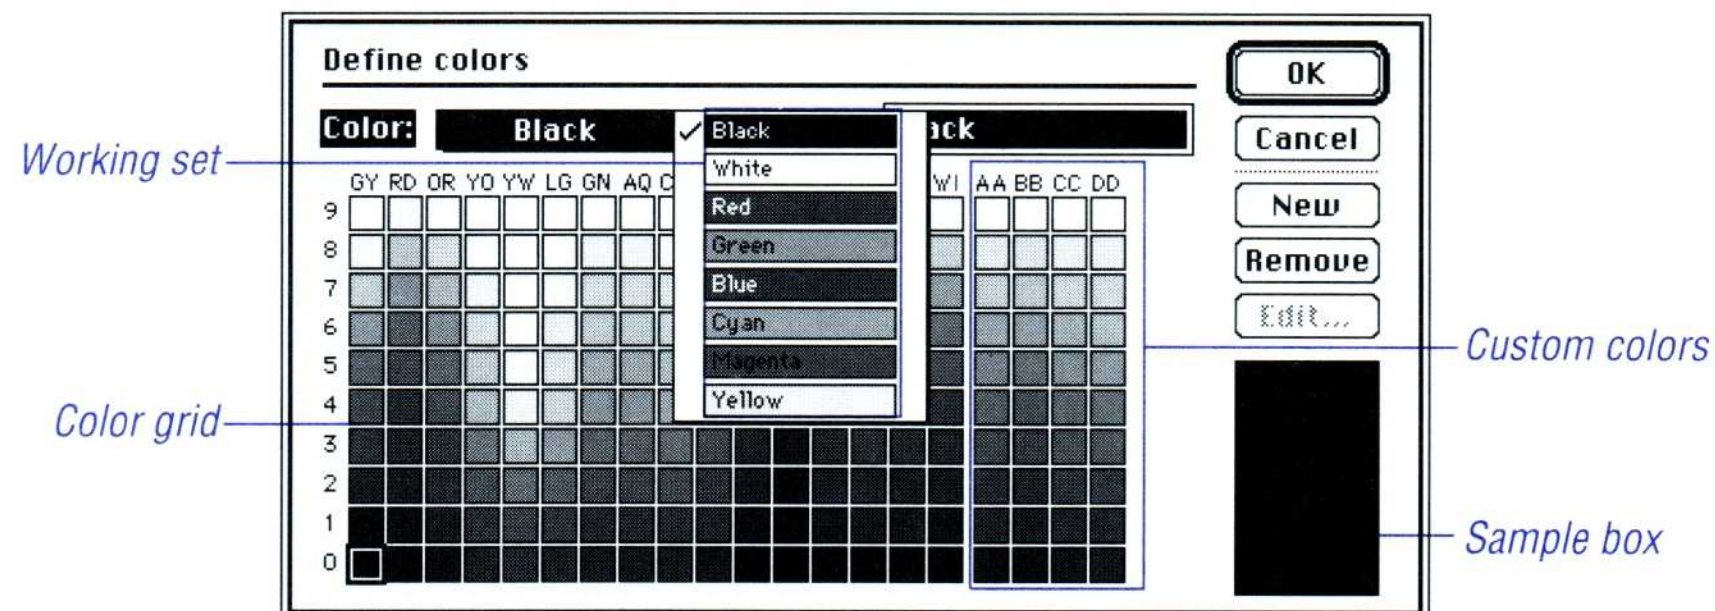 Define colors
OK
Color:
Black
✓ Black
ack
Cancel
Working set
White
GY RD OR YO YW LG GN AQ C
WI AA BB CC DD
9
Red
New
8
Green
Remove
7
Blue
6
Cyan
Edit...
Custom colors
5
Magenta
4
Yellow
Color grid
3
2
1
Sample box
0